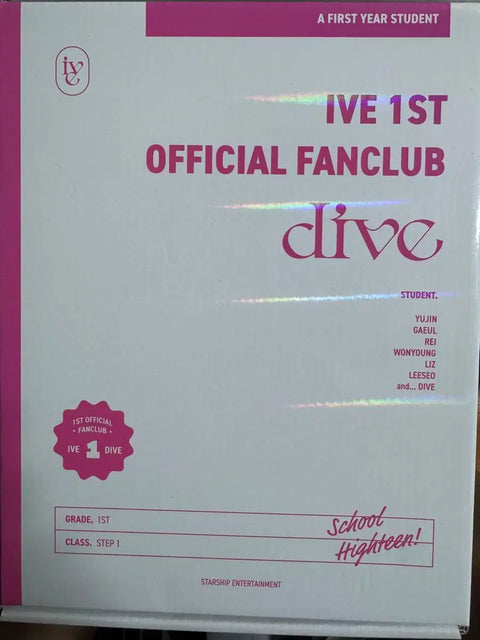 A FIRST YEAR STUDENT
ive
IVE 1ST
OFFICIAL FANCLUB
dive
STUDENT.
YUJIN
GAEUL
REI
WONYOUNG
LIZ
LEESEO
and... DIVE
1ST OFFICIAL
• FANCLUB •
IVE 1 DIVE
GRADE. 1ST
CLASS. STEP 1
School
Highteen!
STARSHIP ENTERTAINMENT